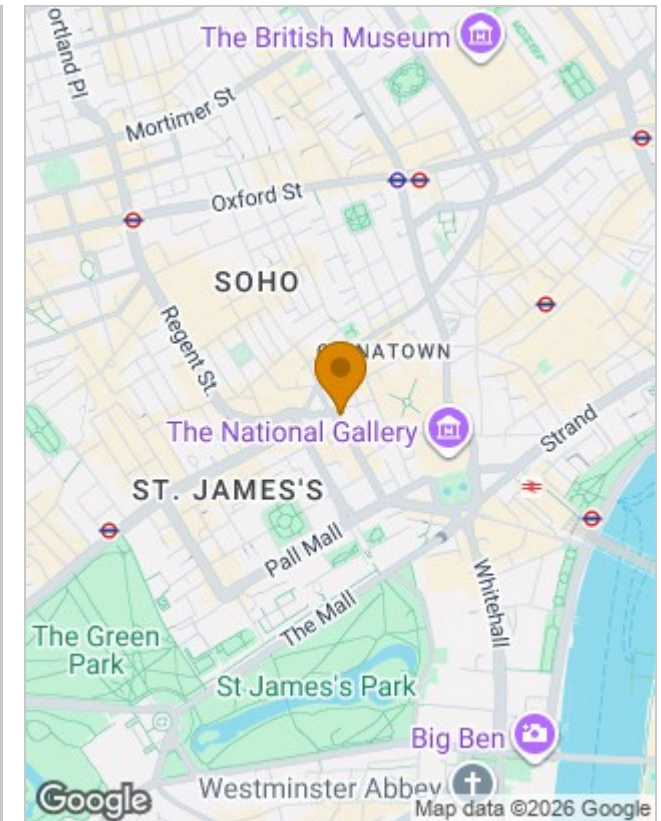 The British Museum
ortland Pl
Mortimer St
Oxford St
SOHO
Regent St.
NATOWN
The National Gallery
Strand
ST. JAMES'S
Pall Mall
Whitehall
The Mall
The Green
Park
St James's Park
Big Ben
Westminster Abbey
Google
Map data ©2026 Google